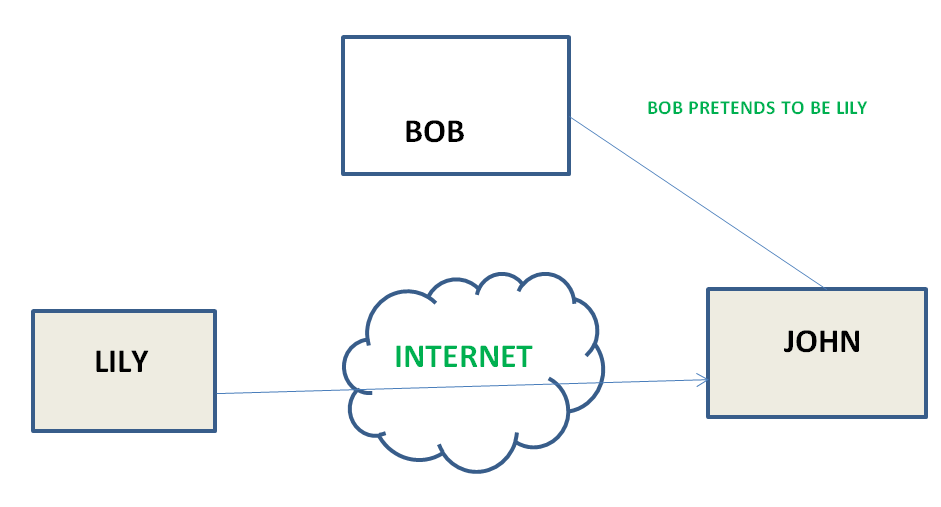 BOB PRETENDS TO BE LILY
BOB
INTERNET
LILY
JOHN